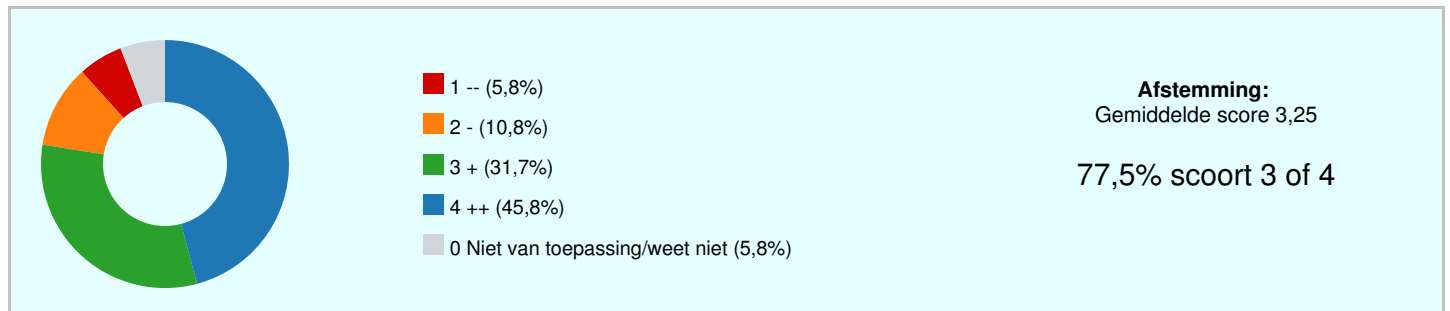 1 -- (5,8%)
2 - (10,8%)
3 + (31,7%)
4 ++ (45,8%)
0 Niet van toepassing/weet niet (5,8%)
Afstemming:
Gemiddelde score 3,25
77,5% scoort 3 of 4